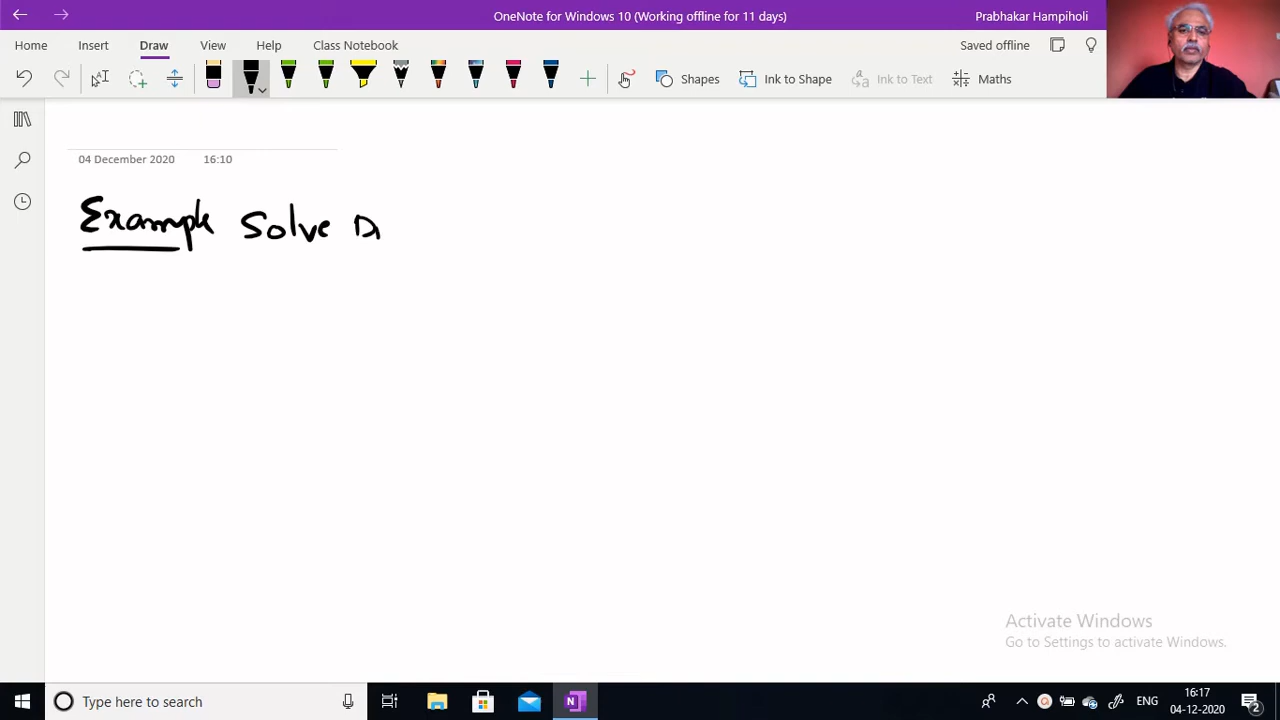 OneNote for Windows 10 (Working offline for 11 days)
Prabhakar Hampiholi
Home Insert Draw View Help Class Notebook
Saved offline
Shapes Ink to Shape Ink to Text Maths
04 December 2020 16:10
Example Solve D
Activate Windows
Go to Settings to activate Windows.
Type here to search
ENG
16:17
04-12-2020
2